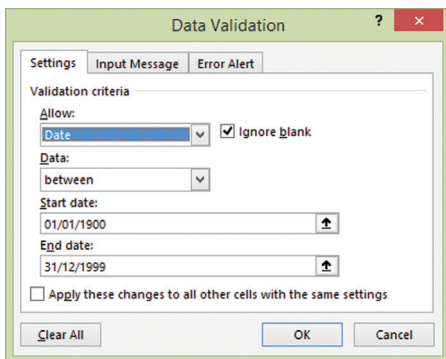 Data Validation ?
Settings Input Message Error Alert
Validation criteria
Allow:
Date Ignore blank
Data:
between
Start date:
01/01/1900
End date:
31/12/1999
Apply these changes to all other cells with the same settings
Clear All OK Cancel